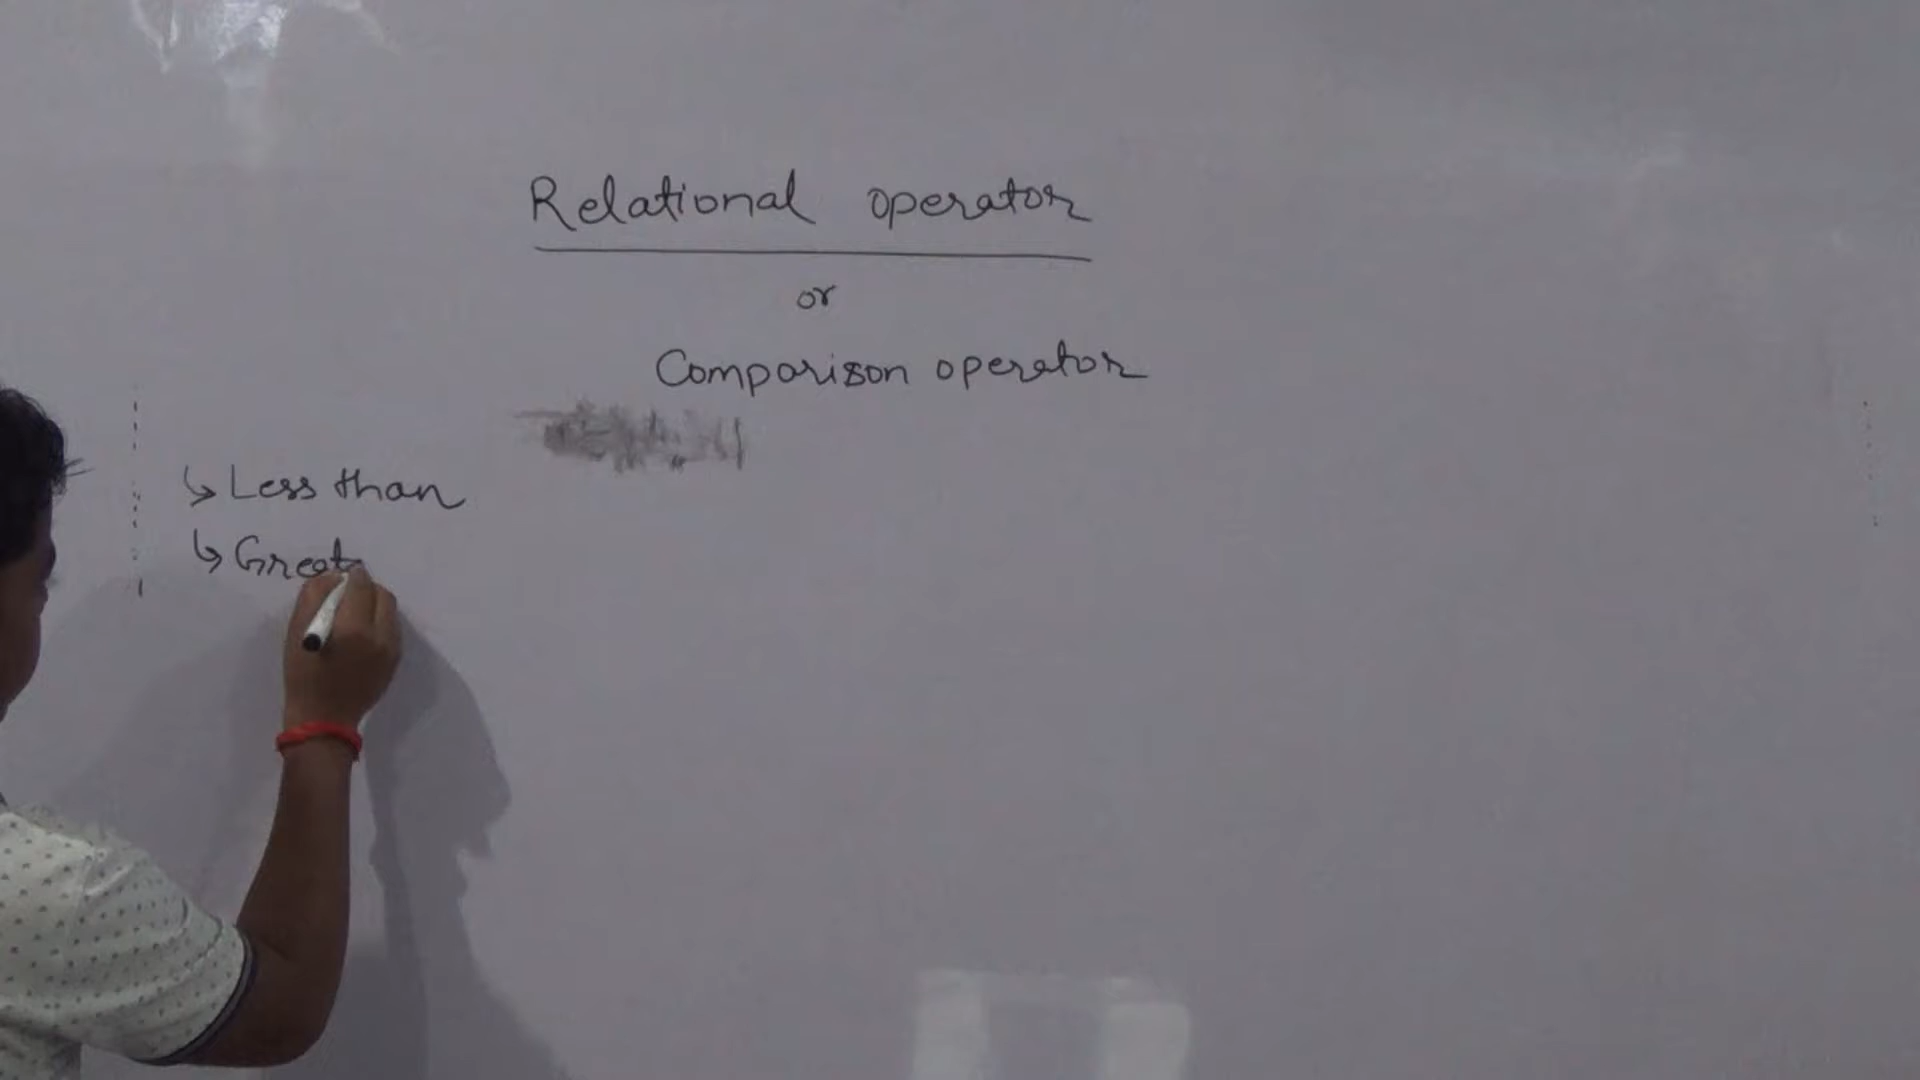 Relational operator
or
Comparison operator
↳ Less than
↳ Great